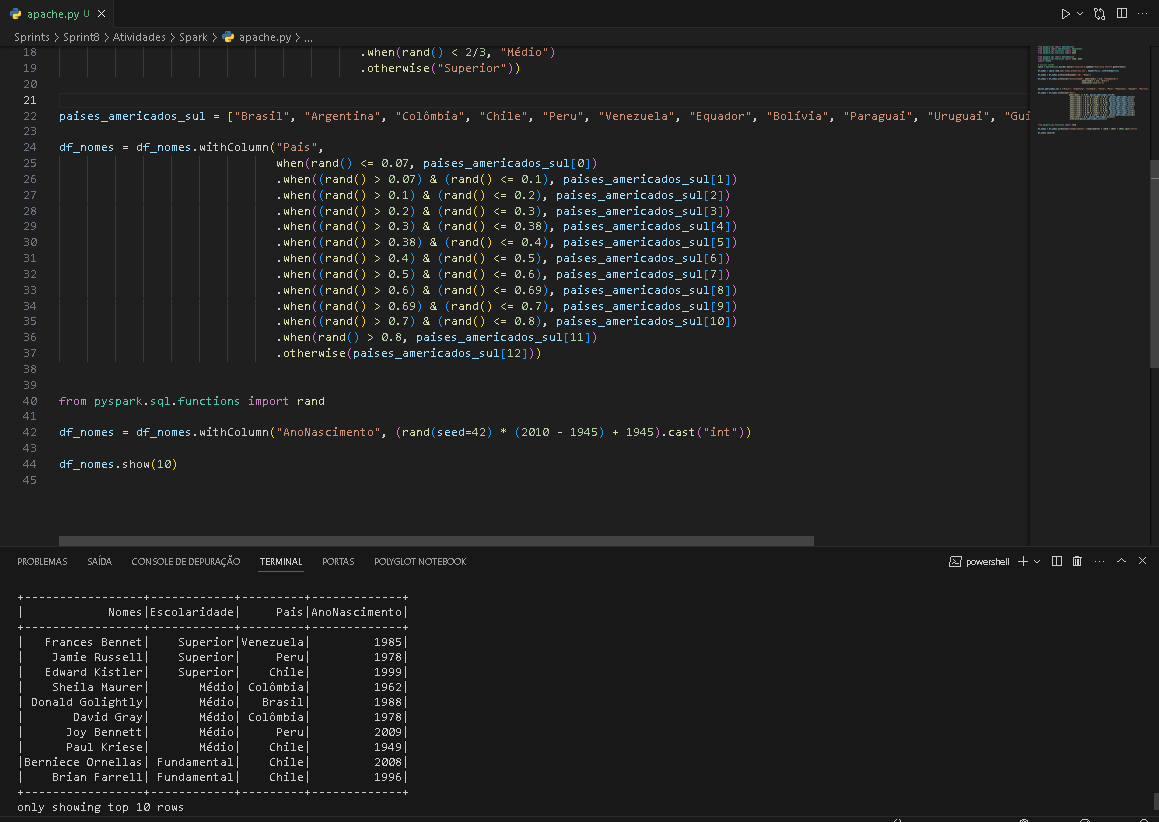 apache.py U
Sprints > Sprint8 > Atividades > Spark > apache.py > ...
18 .when(rand() < 2/3, "Médio")
19 .otherwise("Superior"))
20
21
22 paises_americados_sul = ["Brasil", "Argentina", "Colômbia", "Chile", "Peru", "Venezuela", "Equador", "Bolívia", "Paraguai", "Uruguai", "Gui
23
24 df_nomes = df_nomes.withColumn("Pais",
25 when(rand() <= 0.07, paises_americados_sul[0])
26 .when((rand() > 0.07) & (rand() <= 0.1), paises_americados_sul[1])
27 .when((rand() > 0.1) & (rand() <= 0.2), paises_americados_sul[2])
28 .when((rand() > 0.2) & (rand() <= 0.3), paises_americados_sul[3])
29 .when((rand() > 0.3) & (rand() <= 0.38), paises_americados_sul[4])
30 .when((rand() > 0.38) & (rand() <= 0.4), paises_americados_sul[5])
31 .when((rand() > 0.4) & (rand() <= 0.5), paises_americados_sul[6])
32 .when((rand() > 0.5) & (rand() <= 0.6), paises_americados_sul[7])
33 .when((rand() > 0.6) & (rand() <= 0.69), paises_americados_sul[8])
34 .when((rand() > 0.69) & (rand() <= 0.7), paises_americados_sul[9])
35 .when((rand() > 0.7) & (rand() <= 0.8), paises_americados_sul[10])
36 .when(rand() > 0.8, paises_americados_sul[11])
37 .otherwise(paises_americados_sul[12]))
38
39
40 from pyspark.sql.functions import rand
41
42 df_nomes = df_nomes.withColumn("AnoNascimento", (rand(seed=42) * (2010 - 1945) + 1945).cast("int"))
43
44 df_nomes.show(10)
45
PROBLEMAS SAÍDA CONSOLE DE DEPURAÇÃO TERMINAL PORTAS POLYGLOT NOTEBOOK powershell
+-----------------+------------+---------+-------------+
| Nomes|Escolaridade| Pais|AnoNascimento|
+-----------------+------------+---------+-------------+
| Frances Bennet| Superior|Venezuela| 1985|
| Jamie Russell| Superior| Peru| 1978|
| Edward Kistler| Superior| Chile| 1999|
| Sheila Maurer| Médio| Colômbia| 1962|
| Donald Golightly| Médio| Brasil| 1988|
| David Gray| Médio| Colômbia| 1978|
| Joy Bennett| Médio| Peru| 2009|
| Paul Kriese| Médio| Chile| 1949|
|Berniece Ornellas| Fundamental| Chile| 2008|
| Brian Farrell| Fundamental| Chile| 1996|
+-----------------+------------+---------+-------------+
only showing top 10 rows